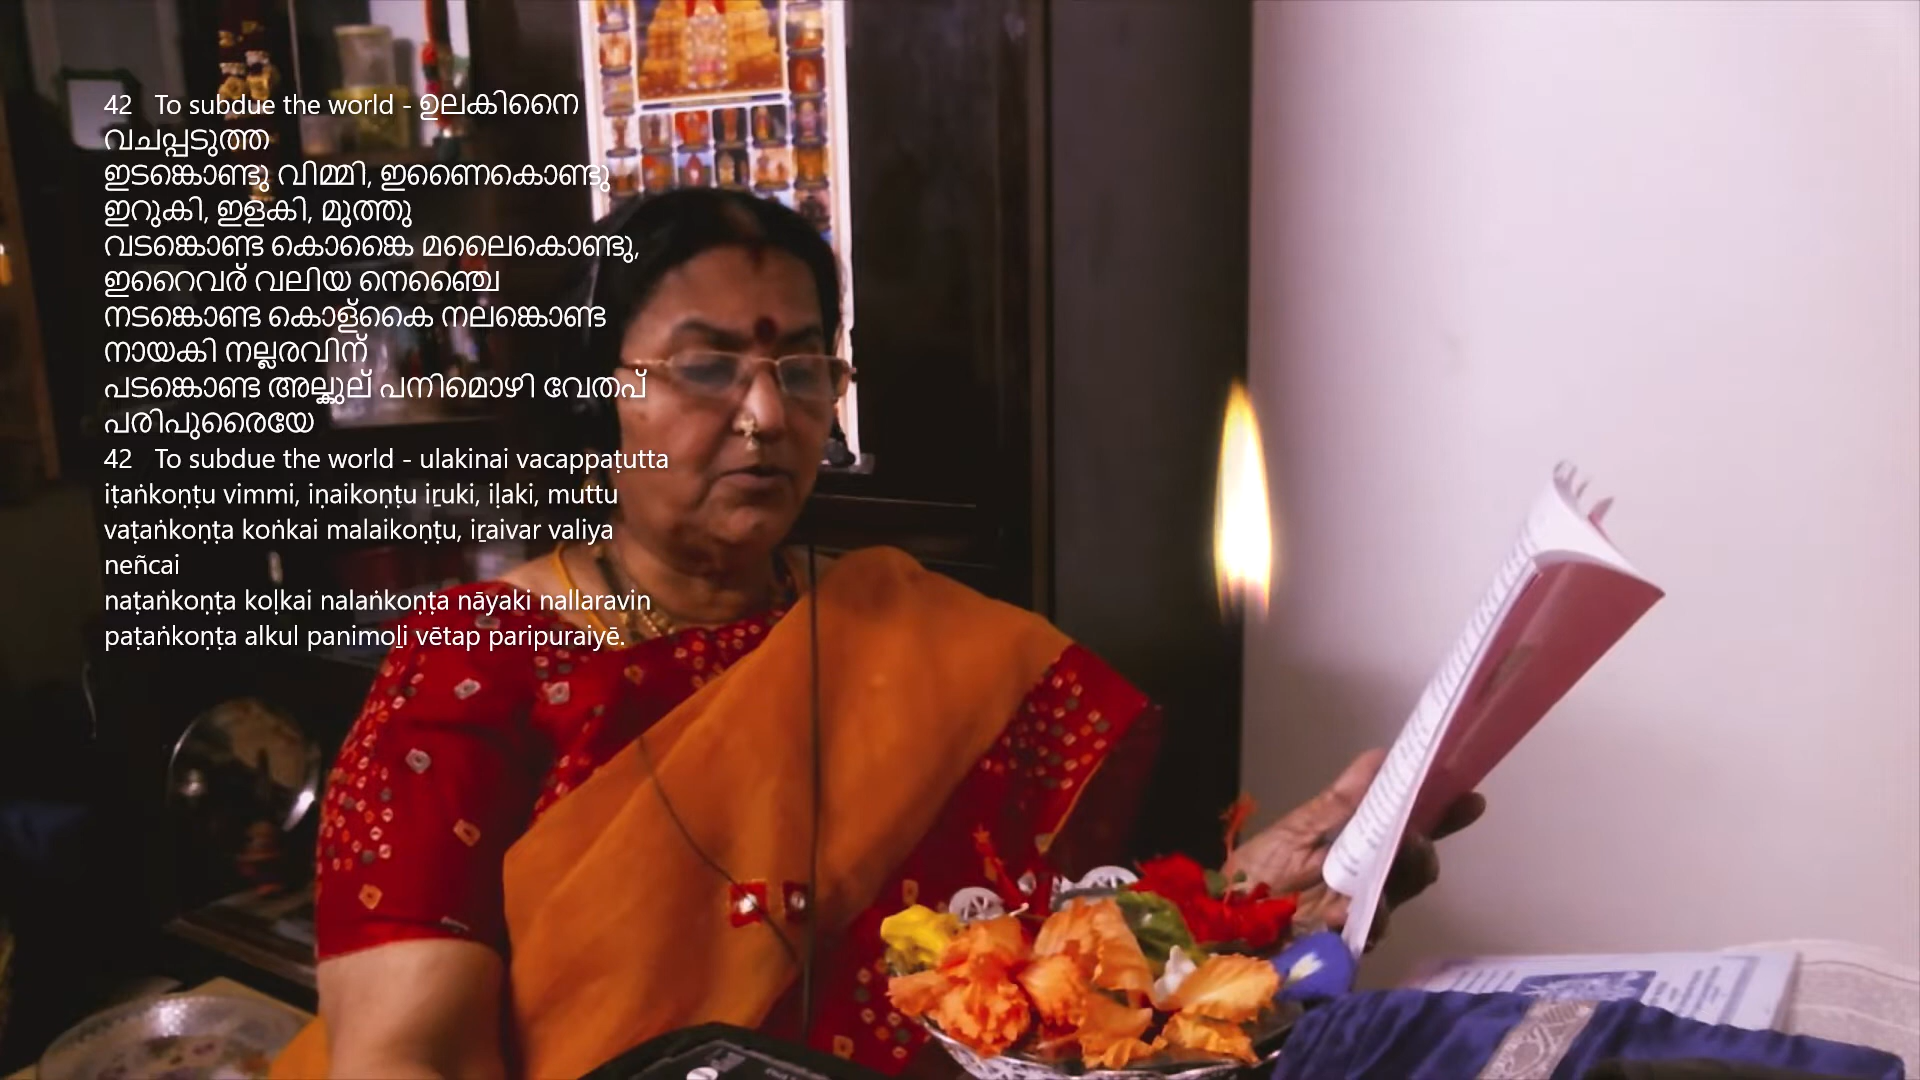 42 To subdue the world - ഉലകിനൈ
വചപ്പടുത്ത
ഇടങ്കൊണ്ടു വിമ്മി, ഇണൈകൊണ്ടു
ഇറുകി, ഇളകി, മുത്തു
വടങ്കൊണ്ട കൊങ്കൈ മലൈകൊണ്ടു,
ഇറൈവര് വലിയ നെഞ്ചൈ
നടങ്കൊണ്ട കൊള്കൈ നലങ്കൊണ്ട
നായകി നല്ലരവിന്
പടങ്കൊണ്ട അല്കുല് പനിമൊഴി വേതപ്
പരിപുരൈയേ
42 To subdue the world - ulakinai vacappaṭutta
iṭaṅkoṇṭu vimmi, iṇaikoṇṭu iṟuki, iḷaki, muttu
vaṭaṅkoṇṭa koṅkai malaikoṇṭu, iṟaivar valiya
neñcai
naṭaṅkoṇṭa koḷkai nalaṅkoṇṭa nāyaki nallaravin
paṭaṅkoṇṭa alkul panimoḻi vētap paripuraiyē.